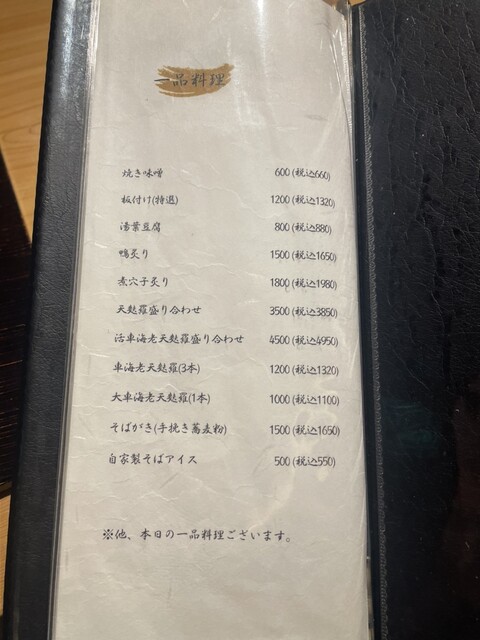 一品料理
焼き味噌 600(税込660)
板付け(特選) 1200(税込1320)
湯葉豆腐 800(税込880)
鴨炙り 1500(税込1650)
煮穴子炙り 1800(税込1980)
天麩羅盛り合わせ 3500(税込3850)
活車海老天麩羅盛り合わせ 4500(税込4950)
車海老天麩羅(3本) 1200(税込1320)
大車海老天麩羅(1本) 1000(税込1100)
そばがき(手挽き蕎麦粉) 1500(税込1650)
自家製そばアイス 500(税込550)
※他、本日の一品料理ございます。